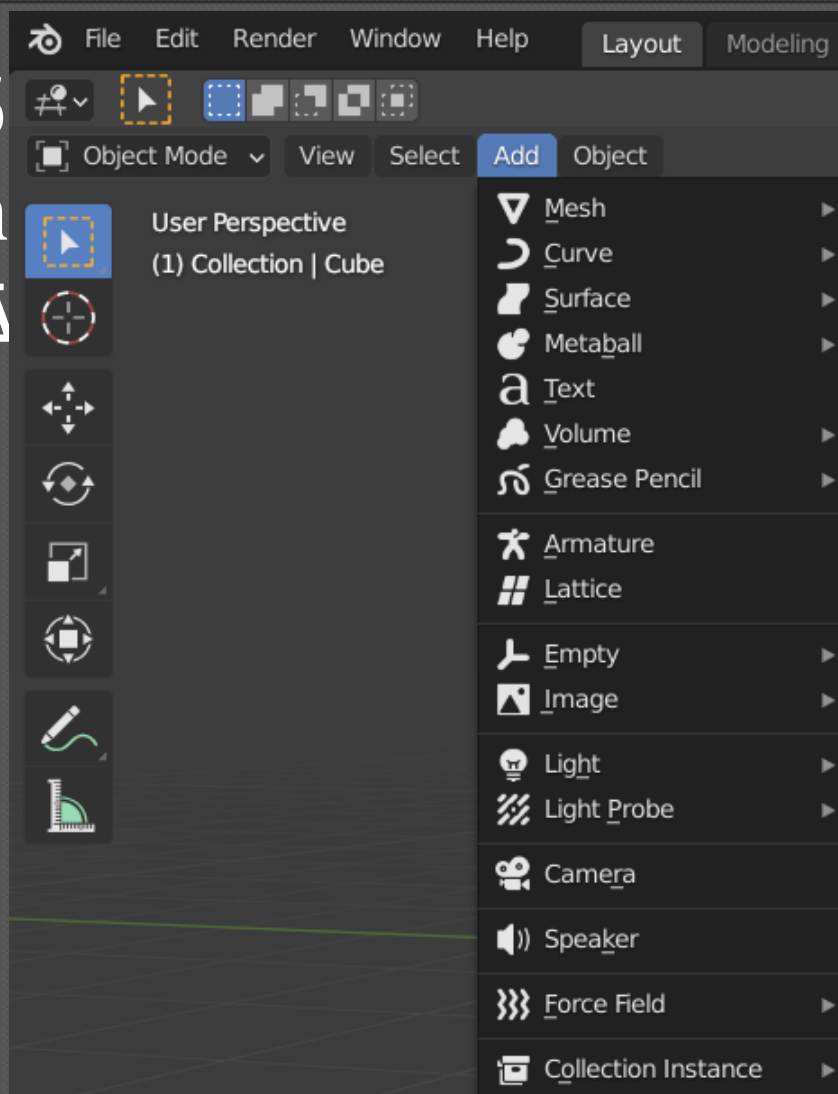 File Edit Render Window Help Layout Modeling
Object Mode View Select Add Object
User Perspective
(1) Collection | Cube
Mesh
Curve
Surface
Metaball
Text
Volume
Grease Pencil
Armature
Lattice
Empty
Image
Light
Light Probe
Camera
Speaker
Force Field
Collection Instance